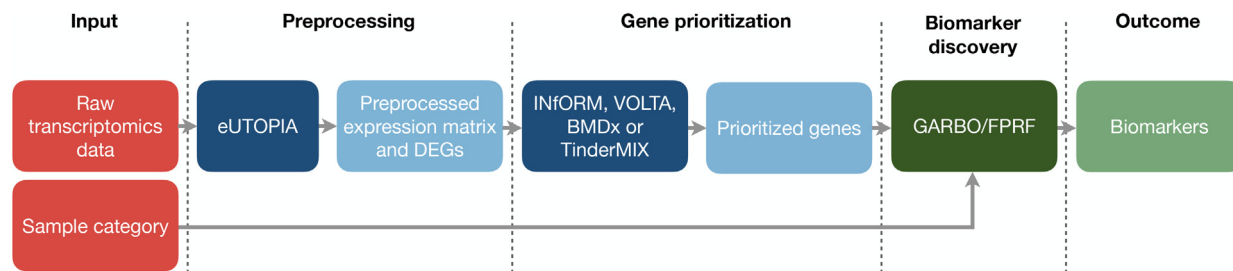 Input
Preprocessing
Gene prioritization
Biomarker
discovery
Outcome
Raw
transcriptomics
data
eUTOPIA
Preprocessed
expression matrix
and DEGs
INfORM, VOLTA,
BMDx or
TinderMIX
Prioritized genes
GARBO/FPRF
Biomarkers
Sample category